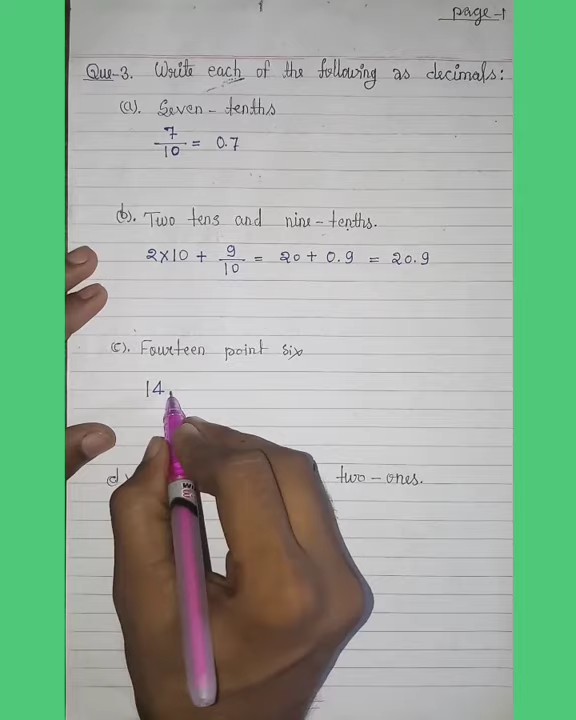 page-1
Que-3. Write each of the following as decimals:
(a). Seven-tenths
7/10 = 0.7
(b). Two tens and nine-tenths.
2×10 + 9/10 = 20 + 0.9 = 20.9
(c). Fourteen point six
14.
d). two-ones.